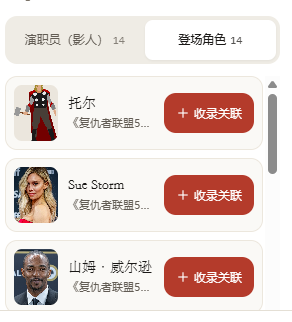 演职员（影人） 14
登场角色 14
托尔
《复仇者联盟5...
+ 收录关联
Sue Storm
《复仇者联盟5...
+ 收录关联
山姆·威尔逊
《复仇者联盟5...
+ 收录关联